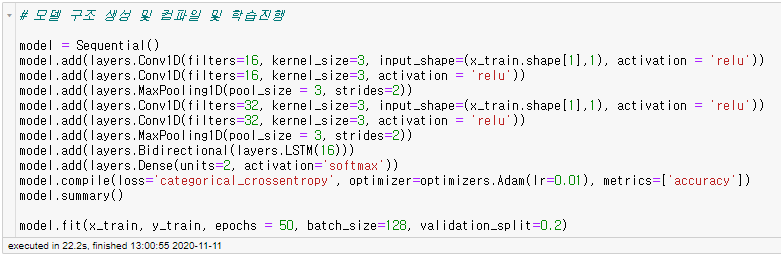 # 모델 구조 생성 및 컴파일 및 학습진행
model = Sequential()
model.add(layers.Conv1D(filters=16, kernel_size=3, input_shape=(x_train.shape[1],1), activation = 'relu'))
model.add(layers.Conv1D(filters=16, kernel_size=3, activation = 'relu'))
model.add(layers.MaxPooling1D(pool_size = 3, strides=2))
model.add(layers.Conv1D(filters=32, kernel_size=3, input_shape=(x_train.shape[1],1), activation = 'relu'))
model.add(layers.Conv1D(filters=32, kernel_size=3, activation = 'relu'))
model.add(layers.MaxPooling1D(pool_size = 3, strides=2))
model.add(layers.Bidirectional(layers.LSTM(16)))
model.add(layers.Dense(units=2, activation='softmax'))
model.compile(loss='categorical_crossentropy', optimizer=optimizers.Adam(lr=0.01), metrics=['accuracy'])
model.summary()
model.fit(x_train, y_train, epochs = 50, batch_size=128, validation_split=0.2)
executed in 22.2s, finished 13:00:55 2020-11-11